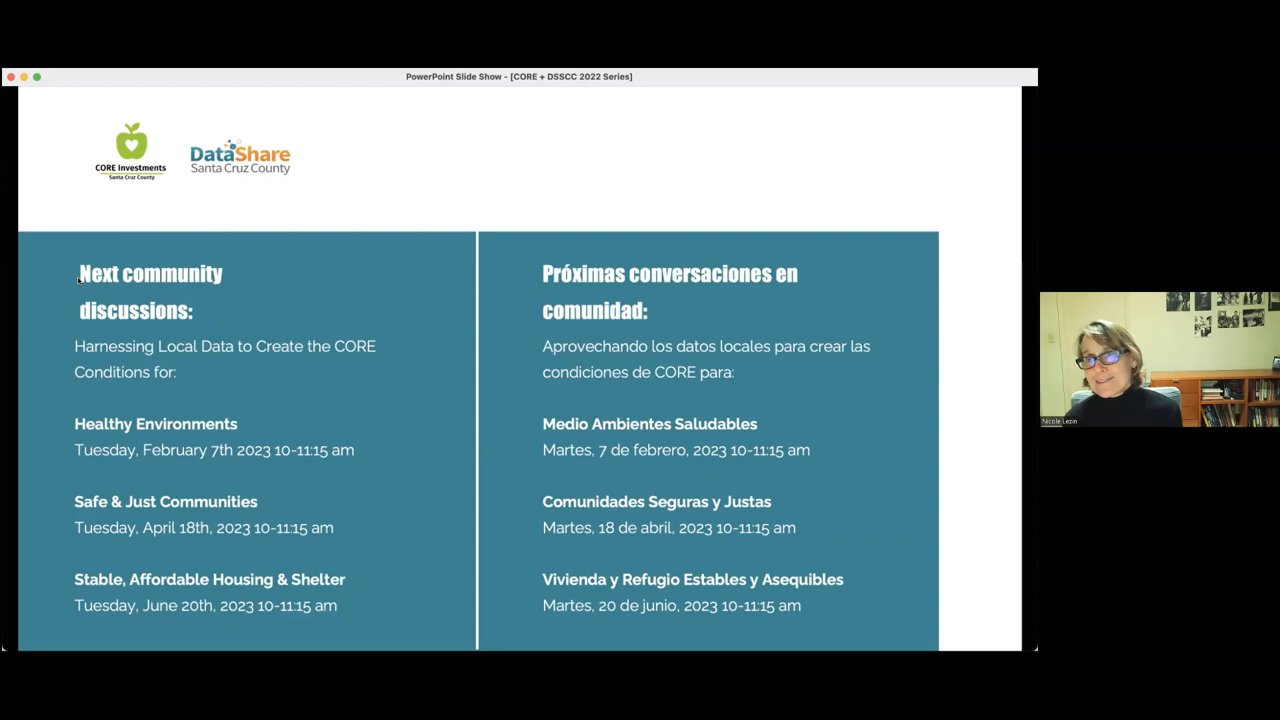 PowerPoint Slide Show - [CORE + DSSCC 2022 Series]
CORE Investments
Santa Cruz County
DataShare
Santa Cruz County
Next community
discussions:
Harnessing Local Data to Create the CORE
Conditions for:
Healthy Environments
Tuesday, February 7th 2023 10-11:15 am
Safe & Just Communities
Tuesday, April 18th, 2023 10-11:15 am
Stable, Affordable Housing & Shelter
Tuesday, June 20th, 2023 10-11:15 am
Próximas conversaciones en
comunidad:
Aprovechando los datos locales para crear las
condiciones de CORE para:
Medio Ambientes Saludables
Martes, 7 de febrero, 2023 10-11:15 am
Comunidades Seguras y Justas
Martes, 18 de abril, 2023 10-11:15 am
Vivienda y Refugio Estables y Asequibles
Martes, 20 de junio, 2023 10-11:15 am
Nicole Lezin